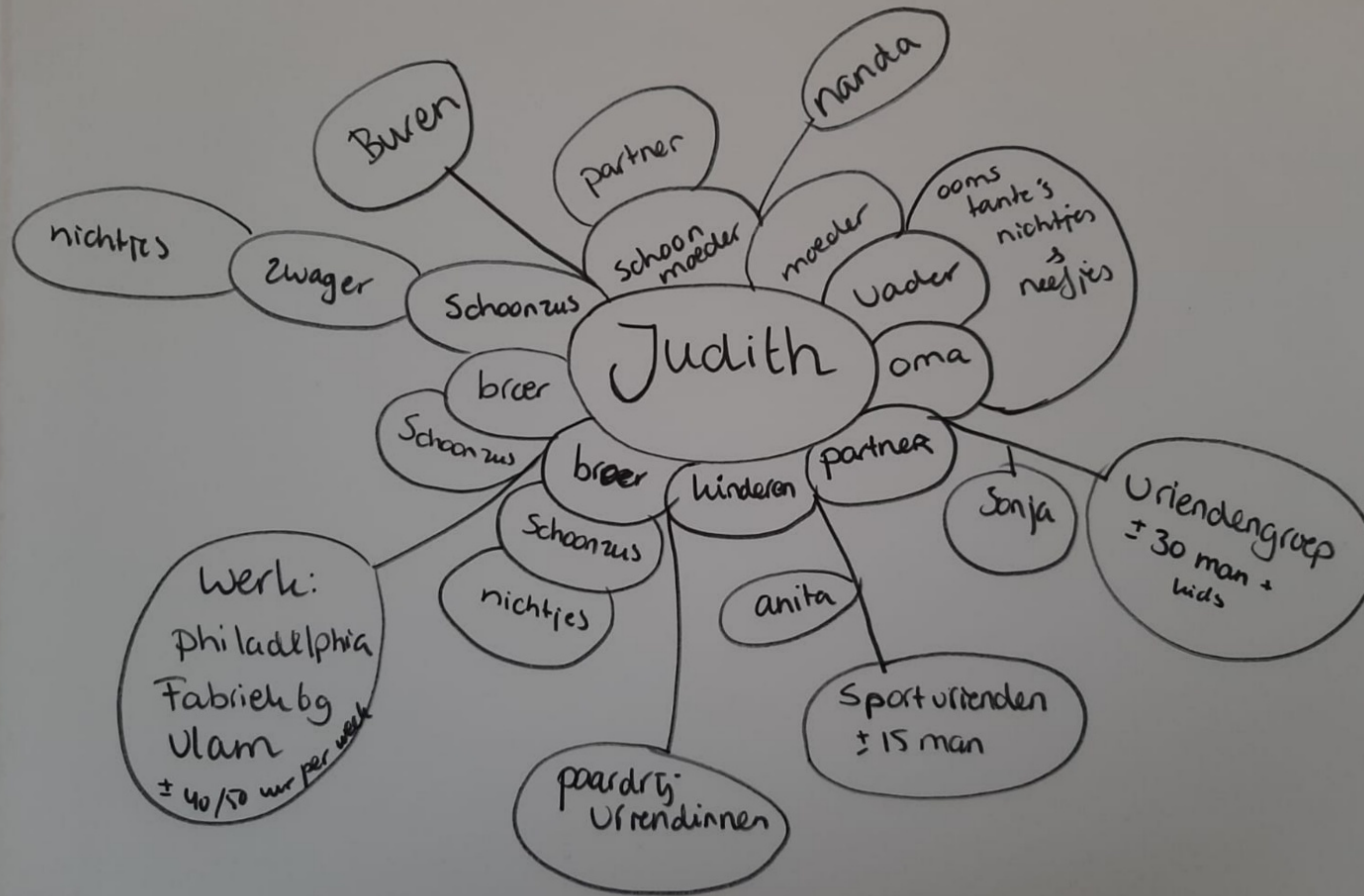 nanda
Buren
partner
ooms
tante's
nichtjes
&
neefjes
nichtjes
zwager
Schoonzus
schoon
moeder
moeder
vader
Judith
oma
broer
Schoonzus
broer
kinderen
partner
Sonja
Vriendengroep
± 30 man +
kids
Schoonzus
nichtjes
anita
Werk:
philadelphia
Fabriek bg
Vlam
± 40/50 uur per week
Sportvrienden
± 15 man
paardrij
vriendinnen